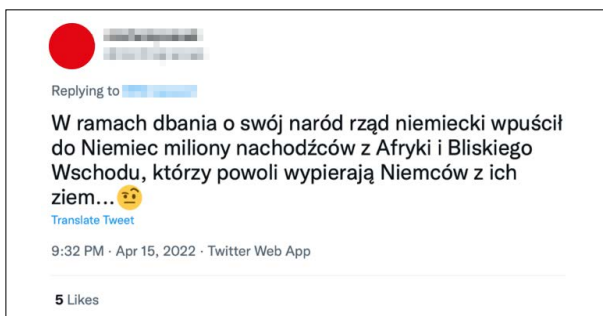 Replying to
W ramach dbania o swój naród rząd niemiecki wpuścił
do Niemiec miliony nachodźców z Afryki i Bliskiego
Wschodu, którzy powoli wypierają Niemców z ich
ziem...🤨
Translate Tweet
9:32 PM · Apr 15, 2022 · Twitter Web App
5 Likes